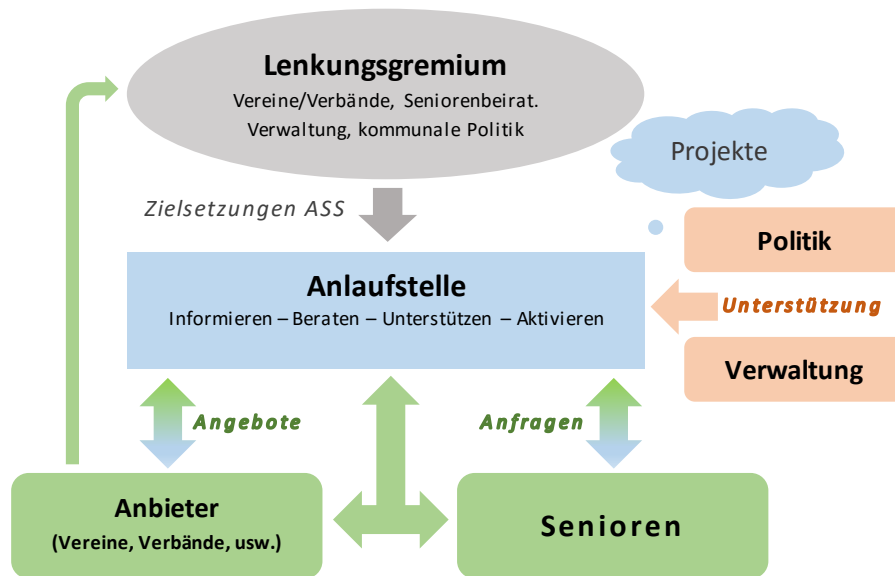 Lenkungsgremium
Vereine/Verbände, Seniorenbeirat.
Verwaltung, kommunale Politik
Projekte
Zielsetzungen ASS
Politik
Anlaufstelle
Informieren – Beraten – Unterstützen – Aktivieren
Unterstützung
Verwaltung
Angebote
Anfragen
Anbieter
(Vereine, Verbände, usw.)
Senioren